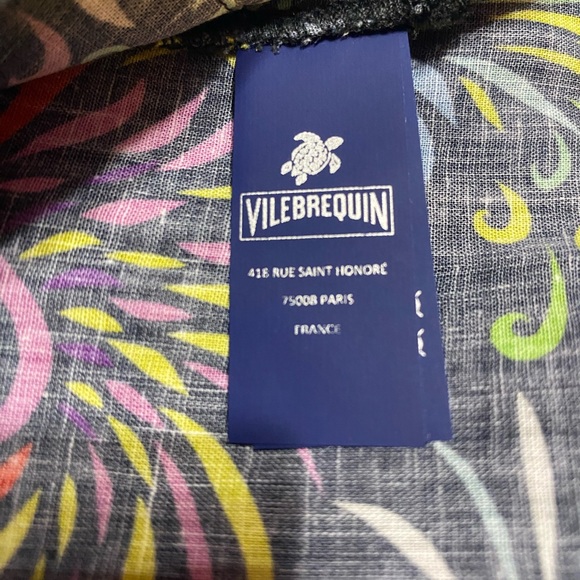 VILEBREQUIN
418 RUE SAINT HONORÉ
75008 PARIS
FRANCE